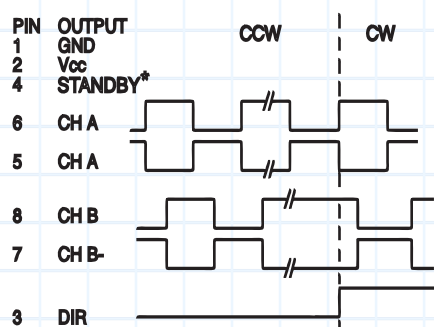 PIN OUTPUT CCW CW
1 GND
2 Vcc
4 STANDBY*
6 CH A
5 CH A
8 CH B
7 CH B-
3 DIR